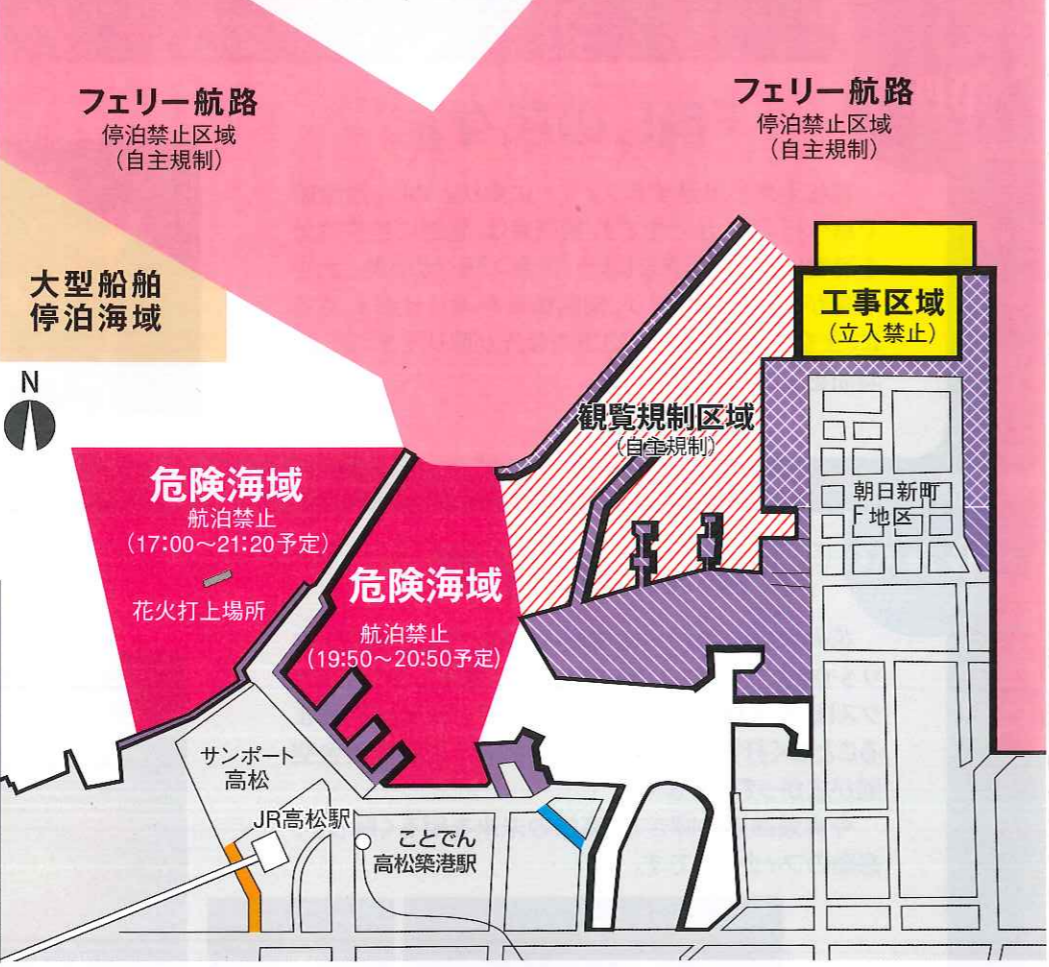 フェリー航路
停泊禁止区域
(自主規制)
フェリー航路
停泊禁止区域
(自主規制)
大型船舶
停泊海域
工事区域
(立入禁止)
N
観覧規制区域
(自主規制)
危険海域
航泊禁止
(17:00〜21:20予定)
花火打上場所
危険海域
航泊禁止
(19:50〜20:50予定)
朝日新町
F地区
サンポート
高松
JR高松駅
ことでん
高松築港駅